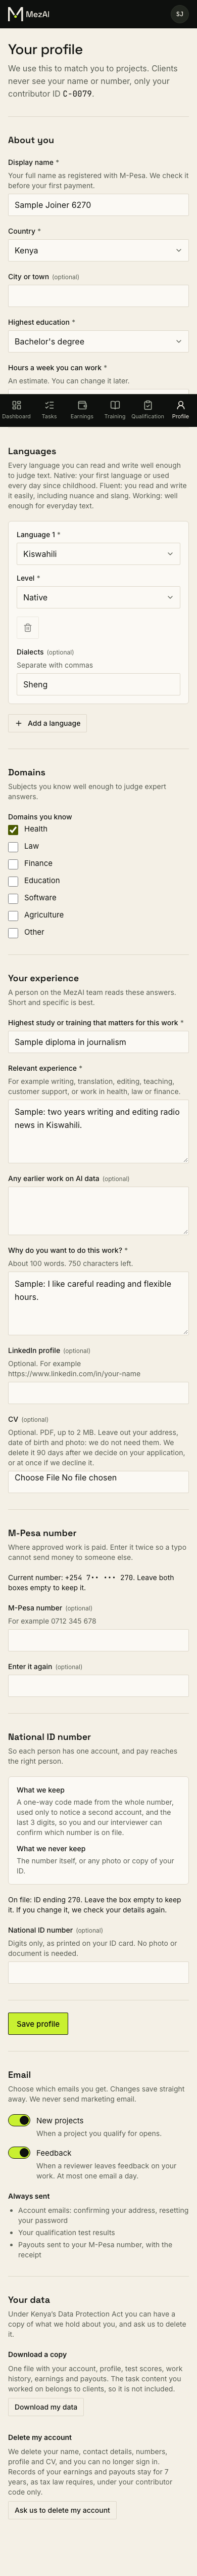 MezAI
SJ
Your profile
We use this to match you to projects. Clients
never see your name or number, only your
contributor ID C-0079.
About you
Display name *
Your full name as registered with M-Pesa. We check it
before your first payment.
Sample Joiner 6270
Country *
Kenya
City or town (optional)
Highest education *
Bachelor's degree
Hours a week you can work *
An estimate. You can change it later.
Dashboard
Tasks
Earnings
Training
Qualification
Profile
Languages
Every language you can read and write well enough
to judge text. Native: your first language or used
every day since childhood. Fluent: you read and write
it easily, including nuance and slang. Working: well
enough for everyday text.
Language 1 *
Kiswahili
Level *
Native
Dialects (optional)
Separate with commas
Sheng
Add a language
Domains
Subjects you know well enough to judge expert
answers.
Domains you know
Health
Law
Finance
Education
Software
Agriculture
Other
Your experience
A person on the MezAI team reads these answers.
Short and specific is best.
Highest study or training that matters for this work *
Sample diploma in journalism
Relevant experience *
For example writing, translation, editing, teaching,
customer support, or work in health, law or finance.
Sample: two years writing and editing radio
news in Kiswahili.
Any earlier work on AI data (optional)
Why do you want to do this work? *
About 100 words. 750 characters left.
Sample: I like careful reading and flexible
hours.
LinkedIn profile (optional)
Optional. For example
https://www.linkedin.com/in/your-name
CV (optional)
Optional. PDF, up to 2 MB. Leave out your address,
date of birth and photo: we do not need them. We
delete it 90 days after we decide on your application,
or at once if we decline it.
Choose File No file chosen
M-Pesa number
Where approved work is paid. Enter it twice so a typo
cannot send money to someone else.
Current number: +254 7•• ••• 270. Leave both
boxes empty to keep it.
M-Pesa number (optional)
For example 0712 345 678
Enter it again (optional)
National ID number
So each person has one account, and pay reaches
the right person.
What we keep
A one-way code made from the whole number,
used only to notice a second account, and the
last 3 digits, so you and our interviewer can
confirm which number is on file.
What we never keep
The number itself, or any photo or copy of your
ID.
On file: ID ending 270. Leave the box empty to keep
it. If you change it, we check your details again.
National ID number (optional)
Digits only, as printed on your ID card. No photo or
document is needed.
Save profile
Email
Choose which emails you get. Changes save straight
away. We never send marketing email.
New projects
When a project you qualify for opens.
Feedback
When a reviewer leaves feedback on your
work. At most one email a day.
Always sent
• Account emails: confirming your address, resetting
your password
• Your qualification test results
• Payouts sent to your M-Pesa number, with the
receipt
Your data
Under Kenya's Data Protection Act you can have a
copy of what we hold about you, and ask us to delete
it.
Download a copy
One file with your account, profile, test scores, work
history, earnings and payouts. The task content you
worked on belongs to clients, so it is not included.
Download my data
Delete my account
We delete your name, contact details, numbers,
profile and CV, and you can no longer sign in.
Records of your earnings and payouts stay for 7
years, as tax law requires, under your contributor
code only.
Ask us to delete my account